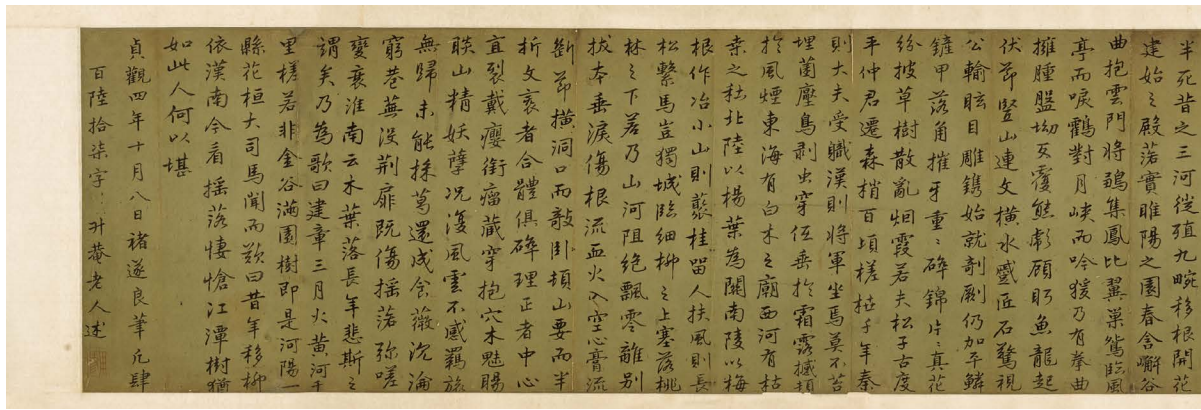 半死昔之三河徙殖九畹移根開花
建始之殿落實睢陽之園春含嶰谷
曲抱雲門將鶵集鳳比翼巢鴛臨風
亭而唳鶴對月峽而吟猨乃有拳曲
擁腫盤坳反覆熊彪顧盼魚龍起
伏節豎山連文橫水蹙匠石驚視
公輸眩目雕鐫始就剞劂仍加平鱗
鏟甲落角摧牙重〻碎錦片〻真花
紛披草樹散亂烟霞若夫松子古度
平仲君遷森梢百頃槎枿千年秦
則大夫受職漢則將軍坐焉莫不苔
埋菌壓鳥剝虫穿低垂於霜露撼頓
於風煙東海有白木之廟西河有枯
桒之社北陸以楊葉為關南陵以梅
根作冶小山則藂桂留人扶風則長
松繫馬豈獨城臨細柳之上塞落桃
林之下若乃山河阻絕飄零離別
拔本垂淚傷根流血火入空心膏流
斷節橫洞口而敧卧頓山要而半
折文衺者合體俱碎理正者中心
直裂戴癭銜瘤藏穿抱穴木魅賜
睒山精妖孽况復風雲不感羈旅
無歸未能採葛還成食薇沉淪
窮巷蕪沒荊扉既傷搖落弥嗟
變衰淮南云木葉落長年悲斯之
謂矣乃為歌曰建章三月火黃河千
里槎若非金谷滿園樹即是河陽一
縣花桓大司馬聞而歎曰昔年移柳
依漢南今看搖落悽愴江潭樹猶
如此人何以堪
貞觀四年十月八日褚遂良筆凡肆
百陸拾柒字升菴老人述